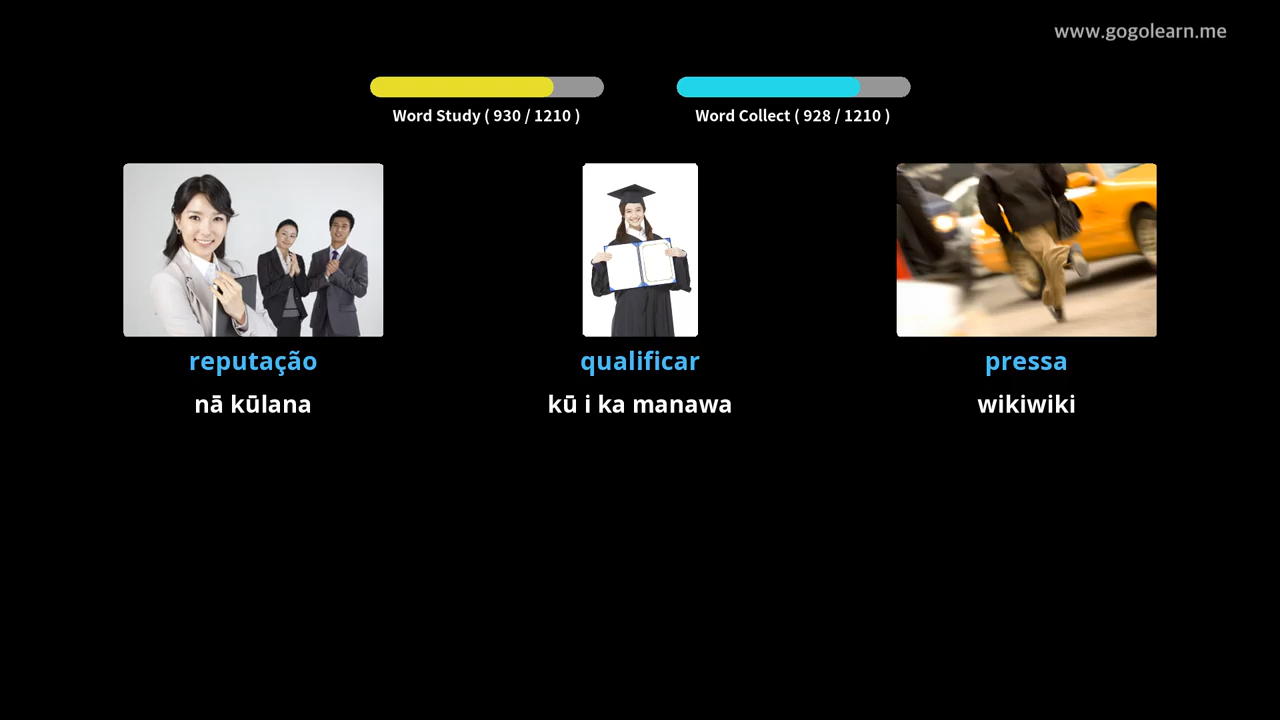 www.gogolearn.me
Word Study ( 930 / 1210 )
Word Collect ( 928 / 1210 )
reputação
qualificar
pressa
nā kūlana
kū i ka manawa
wikiwiki